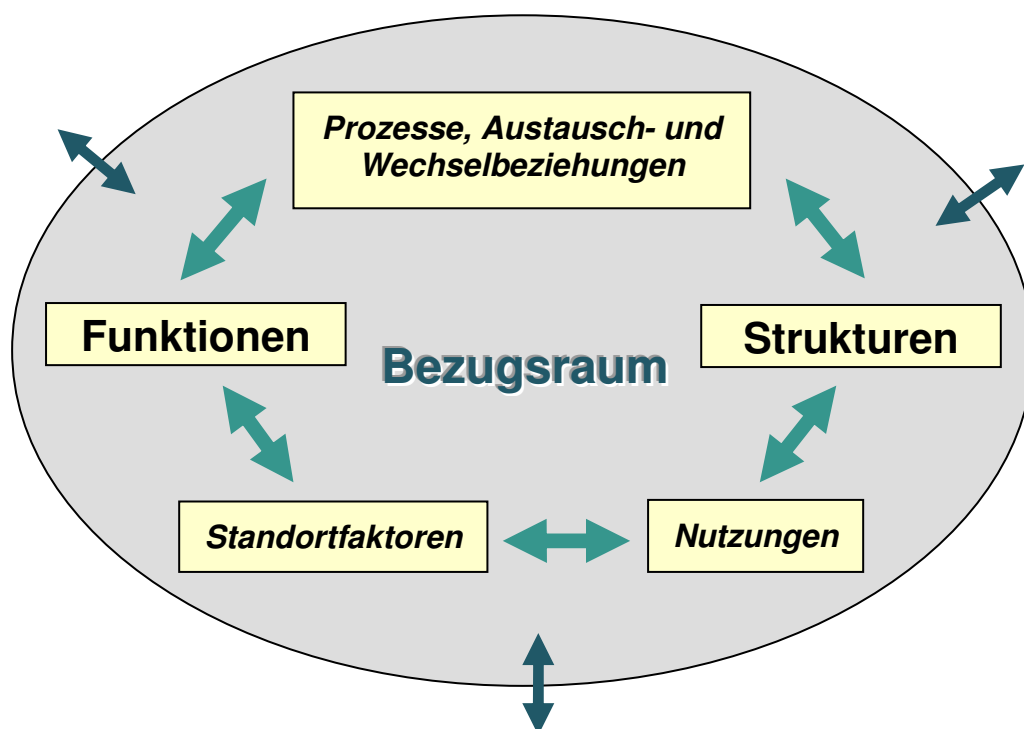 Prozesse, Austausch- und
Wechselbeziehungen
Funktionen
Strukturen
Bezugsraum
Standortfaktoren
Nutzungen